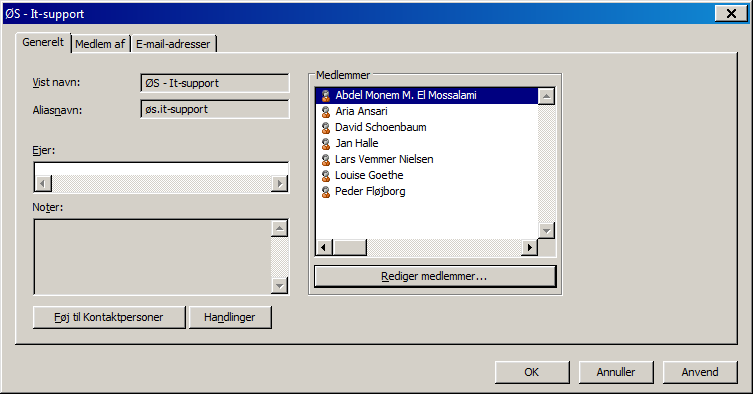 ØS - It-support
Generelt
Medlem af
E-mail-adresser
Vist navn:
ØS - It-support
Aliasnavn:
øs.it-support
Ejer:
Noter:
Føj til Kontaktpersoner
Handlinger
Medlemmer
Abdel Monem M. El Mossalami
Aria Ansari
David Schoenbaum
Jan Halle
Lars Vemmer Nielsen
Louise Goethe
Peder Fløjborg
Rediger medlemmer...
OK
Annuller
Anvend